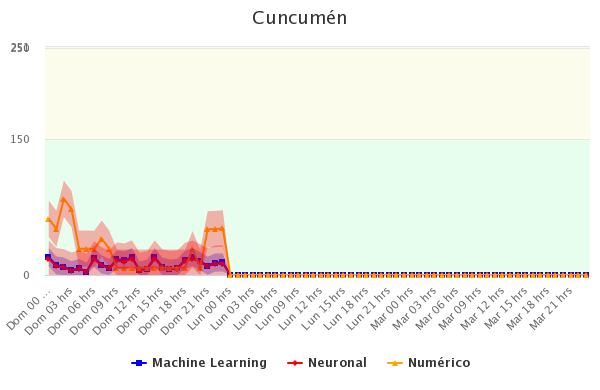 Cuncumén
250
150
0
Dom 00 ...
Dom 03 hrs
Dom 06 hrs
Dom 09 hrs
Dom 12 hrs
Dom 15 hrs
Dom 18 hrs
Dom 21 hrs
Lun 00 hrs
Lun 03 hrs
Lun 06 hrs
Lun 09 hrs
Lun 12 hrs
Lun 15 hrs
Lun 18 hrs
Lun 21 hrs
Mar 00 hrs
Mar 03 hrs
Mar 06 hrs
Mar 09 hrs
Mar 12 hrs
Mar 15 hrs
Mar 18 hrs
Mar 21 hrs
Machine Learning
Neuronal
Numérico